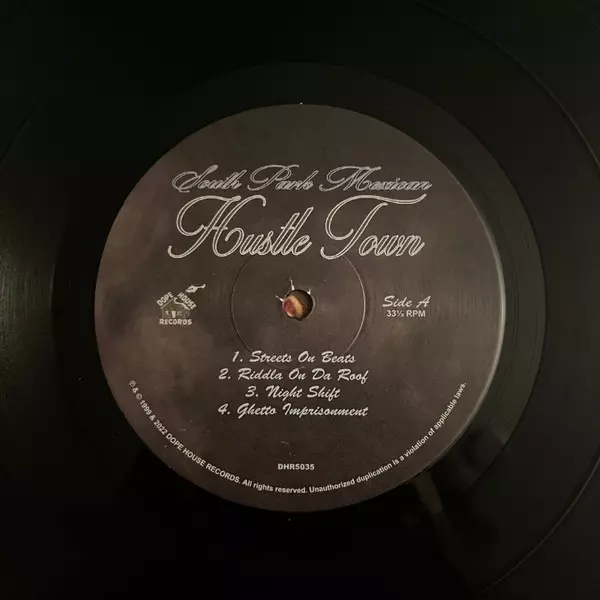 South Park Mexican
Hustle Town
DOPE HOUSE
RECORDS
Side A
33⅓ RPM
1. Streets On Beats
2. Riddla On Da Roof
3. Night Shift
4. Ghetto Imprisonment
DHR5035
℗ & © 1999 & 2022 DOPE HOUSE RECORDS. All rights reserved. Unauthorized duplication is a violation of applicable laws.